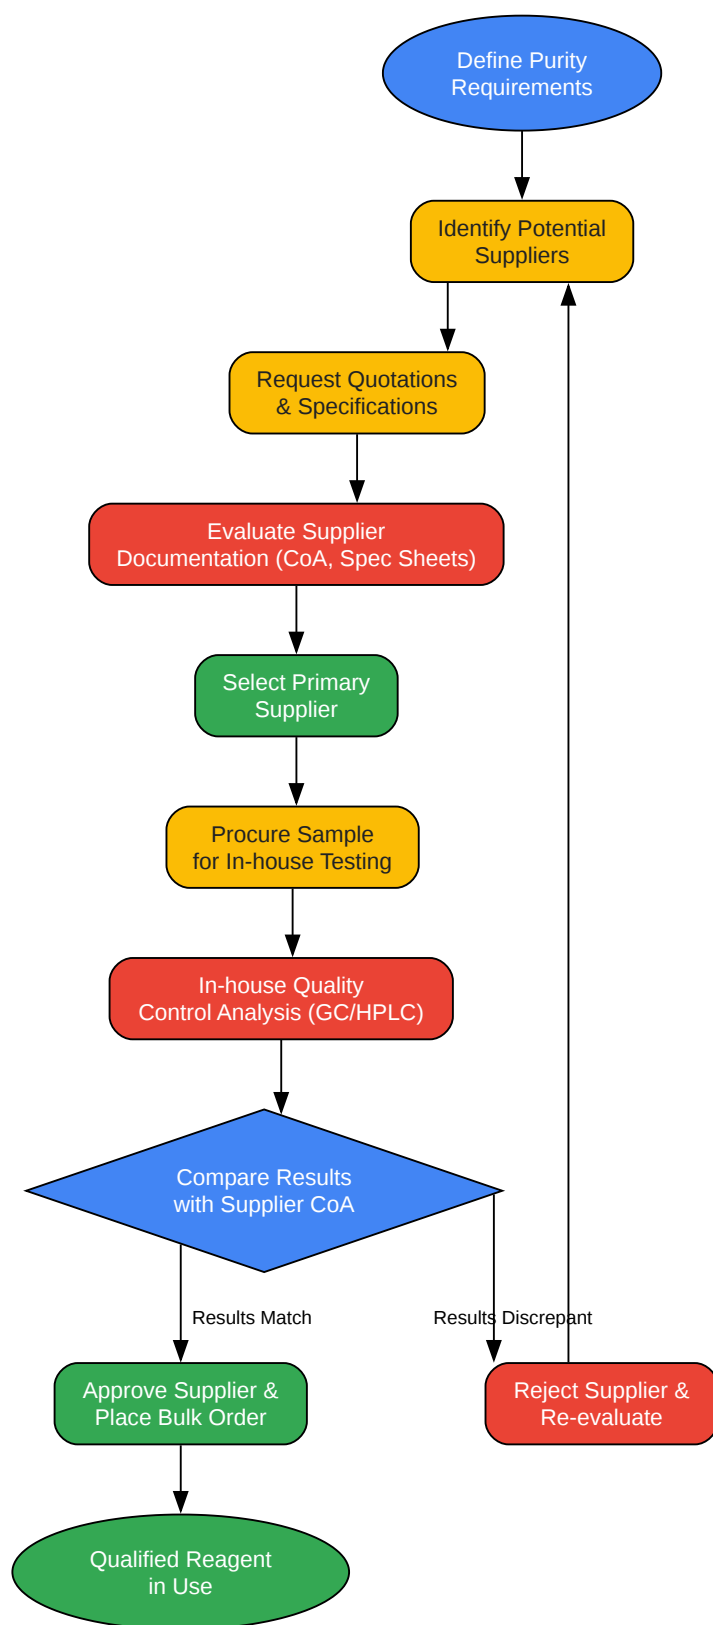 Define Purity
Requirements
Identify Potential
Suppliers
Request Quotations
& Specifications
Evaluate Supplier
Documentation (CoA, Spec Sheets)
Select Primary
Supplier
Procure Sample
for In-house Testing
In-house Quality
Control Analysis (GC/HPLC)
Compare Results
with Supplier CoA
Results Match
Results Discrepant
Approve Supplier &
Place Bulk Order
Reject Supplier &
Re-evaluate
Qualified Reagent
in Use